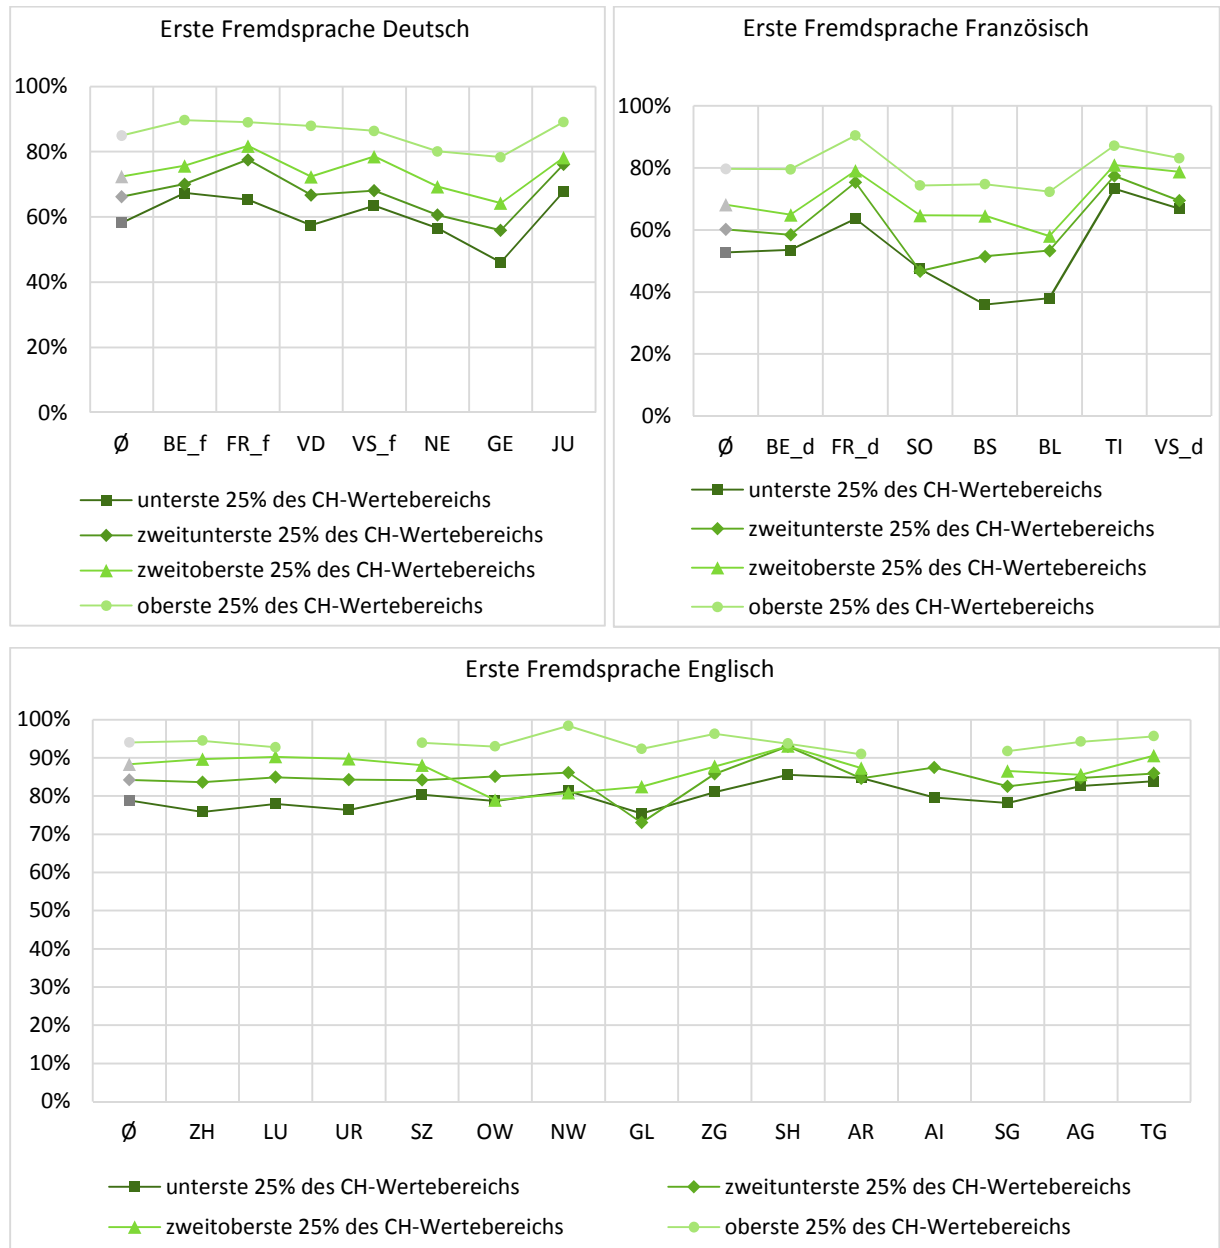 Erste Fremdsprache Deutsch
100%
80%
60%
40%
20%
0%
Ø BE_f FR_f VD VS_f NE GE JU
unterste 25% des CH-Wertebereichs
zweitunterste 25% des CH-Wertebereichs
zweitoberste 25% des CH-Wertebereichs
oberste 25% des CH-Wertebereichs
Erste Fremdsprache Französisch
100%
80%
60%
40%
20%
0%
Ø BE_d FR_d SO BS BL TI VS_d
unterste 25% des CH-Wertebereichs
zweitunterste 25% des CH-Wertebereichs
zweitoberste 25% des CH-Wertebereichs
oberste 25% des CH-Wertebereichs
Erste Fremdsprache Englisch
100%
90%
80%
70%
60%
50%
40%
30%
20%
10%
0%
Ø ZH LU UR SZ OW NW GL ZG SH AR AI SG AG TG
unterste 25% des CH-Wertebereichs zweitunterste 25% des CH-Wertebereichs
zweitoberste 25% des CH-Wertebereichs oberste 25% des CH-Wertebereichs